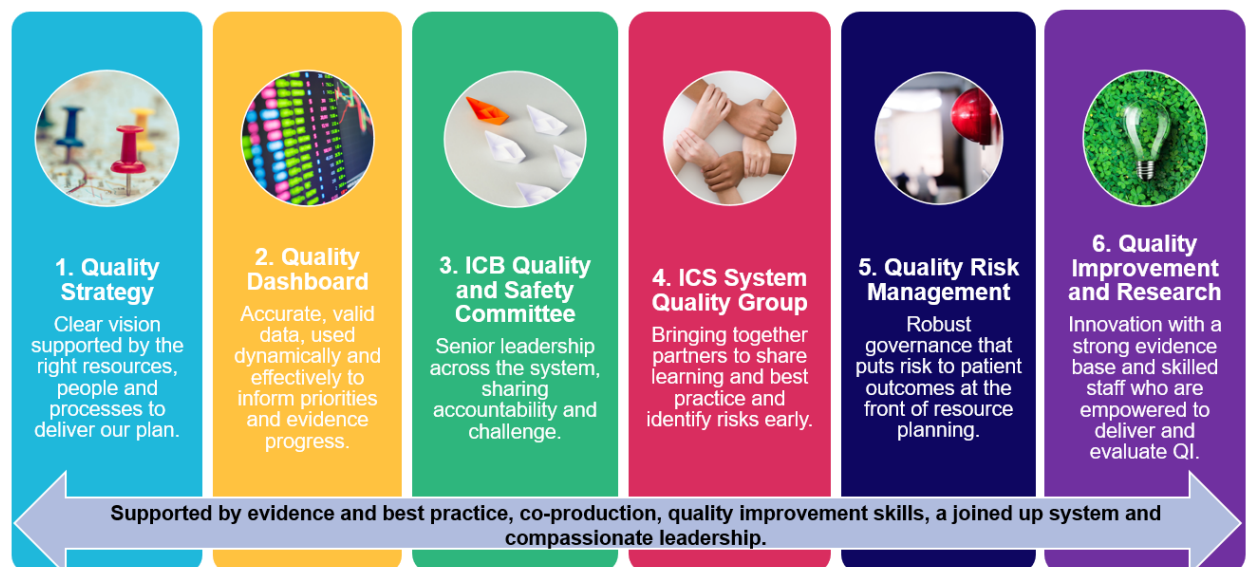 1. Quality
Strategy
Clear vision
supported by the
right resources,
people and
processes to
deliver our plan.
2. Quality
Dashboard
Accurate, valid
data, used
dynamically and
effectively to
inform priorities
and evidence
progress.
3. ICB Quality
and Safety
Committee
Senior leadership
across the system,
sharing
accountability and
challenge.
4. ICS System
Quality Group
Bringing together
partners to share
learning and best
practice and
identify risks early.
5. Quality Risk
Management
Robust
governance that
puts risk to patient
outcomes at the
front of resource
planning.
6. Quality
Improvement
and Research
Innovation with a
strong evidence
base and skilled
staff who are
empowered to
deliver and
evaluate QI.
Supported by evidence and best practice, co-production, quality improvement skills, a joined up system and
compassionate leadership.